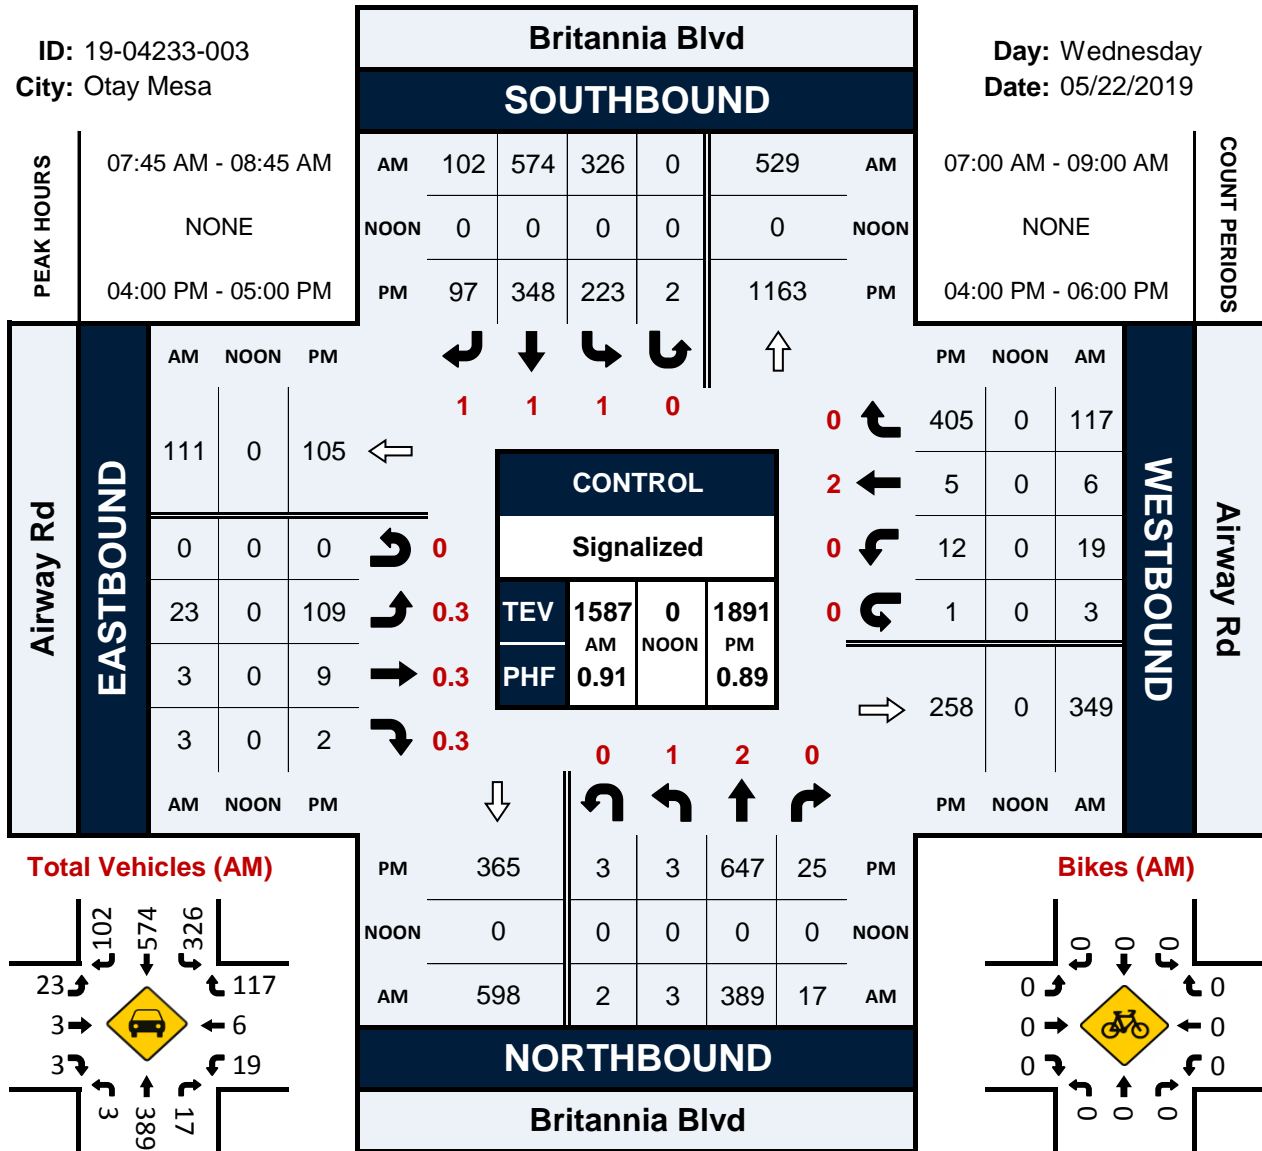 ID: 19-04233-003
City: Otay Mesa
Britannia Blvd
SOUTHBOUND
Day: Wednesday
Date: 05/22/2019
PEAK HOURS
07:45 AM - 08:45 AM
NONE
04:00 PM - 05:00 PM
AM 102 574 326 0 529 AM
NOON 0 0 0 0 0 NOON
PM 97 348 223 2 1163 PM
07:00 AM - 09:00 AM
NONE
04:00 PM - 06:00 PM
COUNT PERIODS
1 1 1 0
Airway Rd
EASTBOUND
AM NOON PM
111 0 105
0 0 0 0
23 0 109 0.3
3 0 9 0.3
3 0 2 0.3
AM NOON PM
CONTROL
Signalized
TEV 1587 0 1891
AM NOON PM
PHF 0.91 0.89
PM NOON AM
0 405 0 117
2 5 0 6
0 12 0 19
0 1 0 3
258 0 349
PM NOON AM
WESTBOUND
Airway Rd
0 1 2 0
PM 365 3 3 647 25 PM
NOON 0 0 0 0 0 NOON
AM 598 2 3 389 17 AM
NORTHBOUND
Britannia Blvd
Total Vehicles (AM)
102 574 326
23 117
3 6
3 19
3 389 17
Bikes (AM)
0 0 0
0 0
0 0
0 0
0 0 0